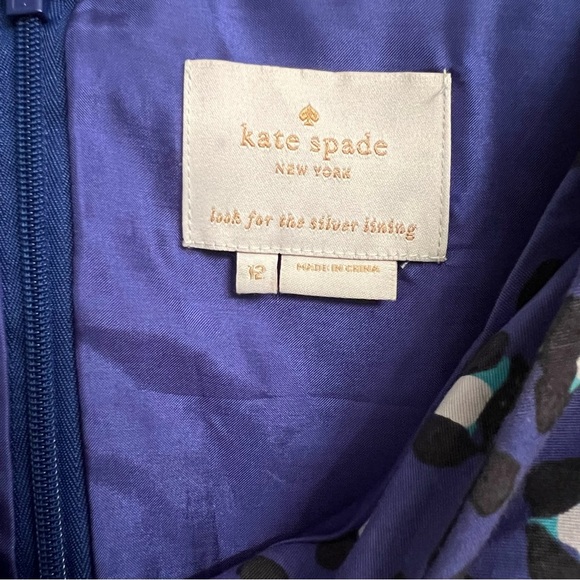 kate spade
NEW YORK
look for the silver lining
12
MADE IN CHINA